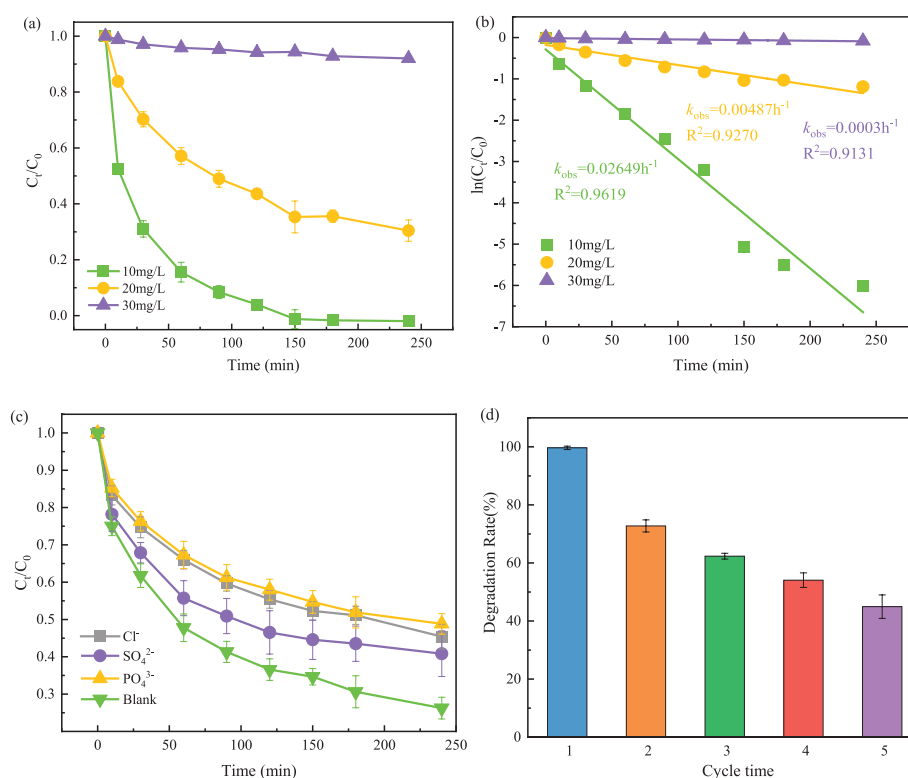 (a)
1.0
0.8
0.6
0.4
0.2
0.0
Cₜ/C₀
10mg/L
20mg/L
30mg/L
0 50 100 150 200 250
Time (min)
(b)
0
-1
-2
-3
-4
-5
-6
-7
ln(Cₜ/C₀)
k_obs=0.00487h⁻¹
R²=0.9270
k_obs=0.0003h⁻¹
R²=0.9131
k_obs=0.02649h⁻¹
R²=0.9619
10mg/L
20mg/L
30mg/L
0 50 100 150 200 250
Time (min)
(c)
1.0
0.9
0.8
0.7
0.6
0.5
0.4
0.3
Cₜ/C₀
Cl⁻
SO₄²⁻
PO₄³⁻
Blank
0 50 100 150 200 250
Time (min)
(d)
100
80
60
40
20
0
Degradation Rate(%)
1 2 3 4 5
Cycle time